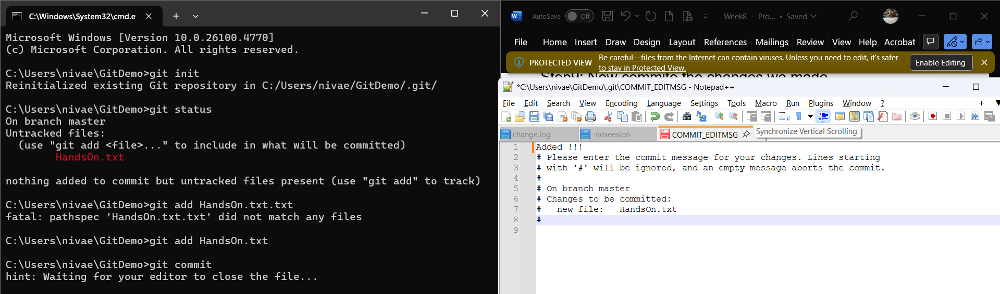 C:\Windows\System32\cmd.e
Microsoft Windows [Version 10.0.26100.4770]
(c) Microsoft Corporation. All rights reserved.
C:\Users\nivae\GitDemo>git init
Reinitialized existing Git repository in C:/Users/nivae/GitDemo/.git/
C:\Users\nivae\GitDemo>git status
On branch master
Untracked files:
(use "git add <file>..." to include in what will be committed)
HandsOn.txt
nothing added to commit but untracked files present (use "git add" to track)
C:\Users\nivae\GitDemo>git add HandsOn.txt.txt
fatal: pathspec 'HandsOn.txt.txt' did not match any files
C:\Users\nivae\GitDemo>git add HandsOn.txt
C:\Users\nivae\GitDemo>git commit
hint: Waiting for your editor to close the file...
AutoSave Off Week8 - Pro... • Saved
File Home Insert Draw Design Layout References Mailings Review View Help Acrobat
PROTECTED VIEW Be careful—files from the Internet can contain viruses. Unless you need to edit, it's safer
to stay in Protected View.
Enable Editing
Step9: Now commite the changes we made
*C:\Users\nivae\GitDemo\.git\COMMIT_EDITMSG - Notepad++
File Edit Search View Encoding Language Settings Tools Macro Run Plugins Window ?
change.log -noseesion COMMIT_EDITMSG Synchronize Vertical Scrolling
1 Added !!!
2 # Please enter the commit message for your changes. Lines starting
3 # with '#' will be ignored, and an empty message aborts the commit.
4 #
5 # On branch master
6 # Changes to be committed:
7 # new file: HandsOn.txt
8 #
9